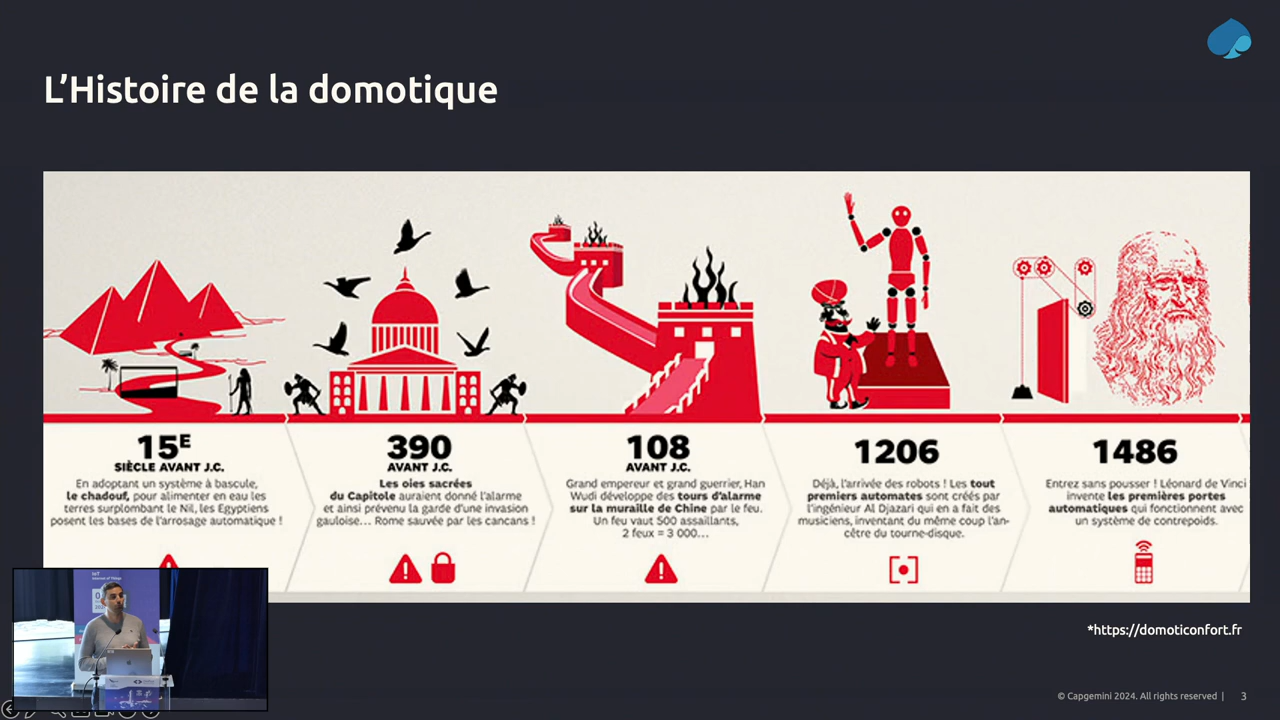 L'Histoire de la domotique
15E
SIÈCLE AVANT J.C.
En adoptant un système à bascule,
le chadouf, pour alimenter en eau les
terres surplombant le Nil, les Egyptiens
posent les bases de l'arrosage automatique !
390
AVANT J.C.
Les oies sacrées
du Capitole auraient donné l'alarme
et ainsi prévenu la garde d'une invasion
gauloise... Rome sauvée par les cancans !
108
AVANT J.C.
Grand empereur et grand guerrier, Han
Wudi développe des tours d'alarme
sur la muraille de Chine par le feu.
Un feu vaut 500 assaillants,
2 feux = 3 000...
1206
Déjà, l'arrivée des robots ! Les tout
premiers automates sont créés par
l'ingénieur Al Djazari qui en a fait des
musiciens, inventant du même coup l'an-
cêtre du tourne-disque.
1486
Entrez sans pousser ! Léonard de Vinci
invente les premières portes
automatiques qui fonctionnent avec
un système de contrepoids.
IoT
*https://domoticonfort.fr
© Capgemini 2024. All rights reserved |
3